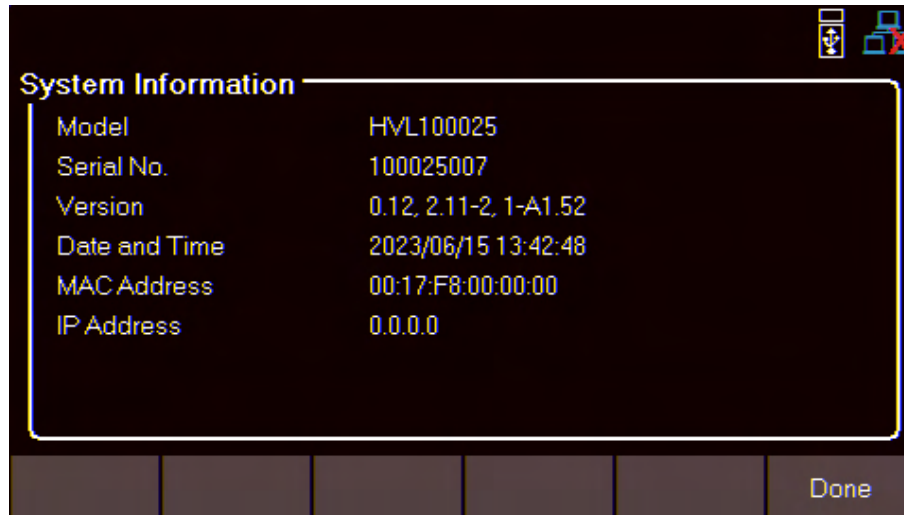 System Information
Model HVL100025
Serial No. 100025007
Version 0.12, 2.11-2, 1-A1.52
Date and Time 2023/06/15 13:42:48
MAC Address 00:17:F8:00:00:00
IP Address 0.0.0.0
Done